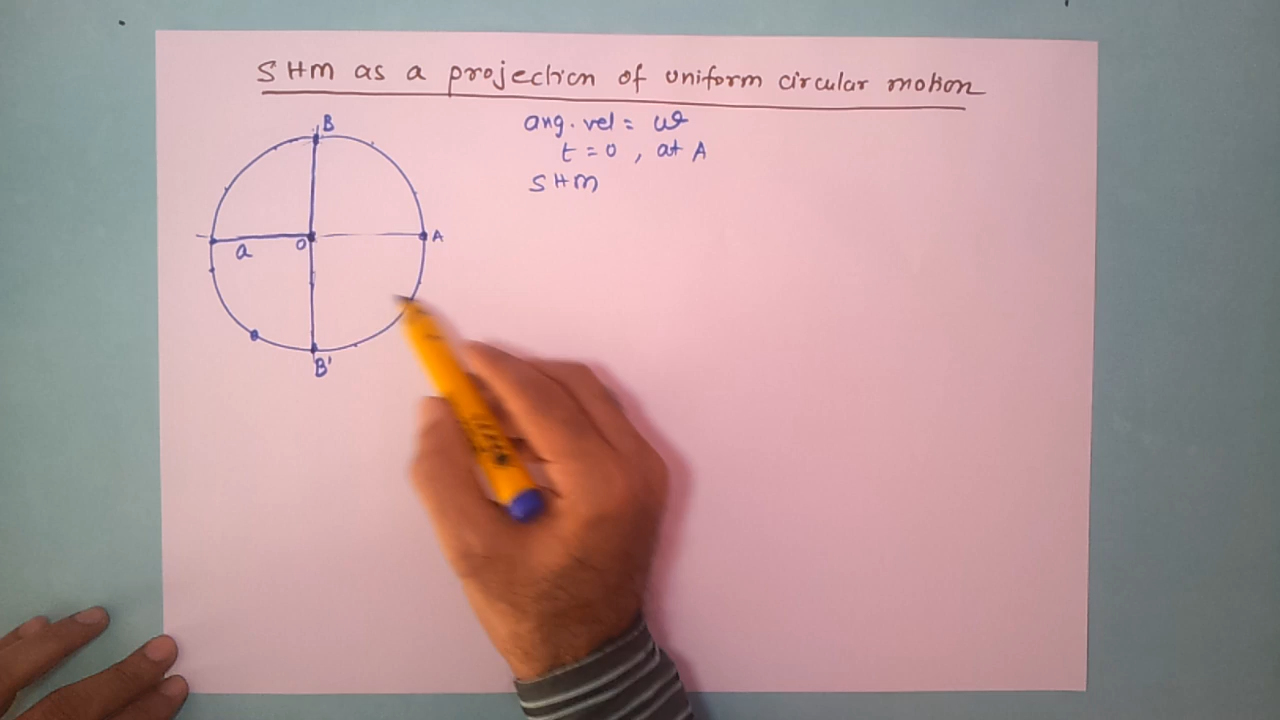 SHM as a projection of uniform circular motion
ang. vel = ω
t = 0 , at A
SHM
B
a
O
A
B'